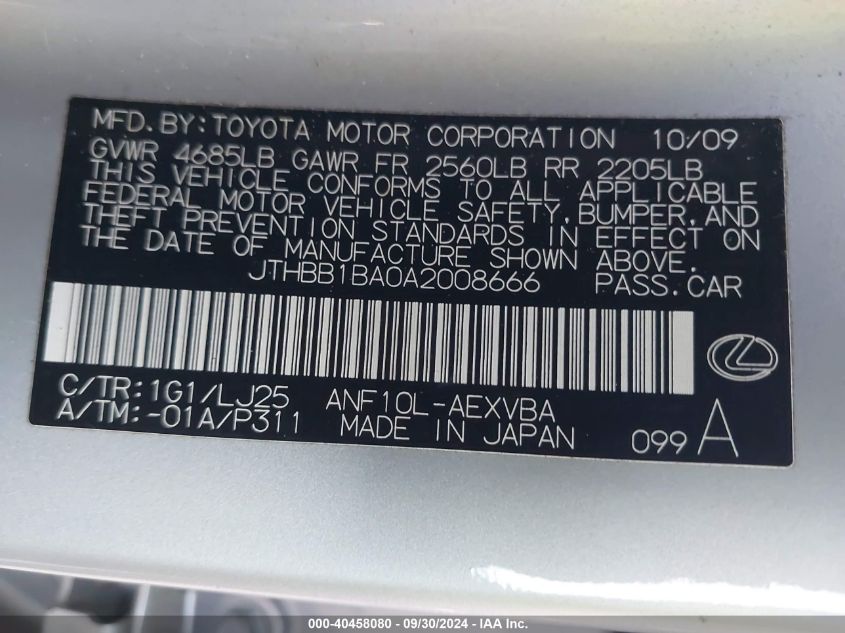 MFD.BY:TOYOTA MOTOR CORPORATION 10/09
GVWR 4685LB GAWR FR 2560LB RR 2205LB
THIS VEHICLE CONFORMS TO ALL APPLICABLE
FEDERAL MOTOR VEHICLE SAFETY,BUMPER,AND
THEFT PREVENTION STANDARDS IN EFFECT ON
THE DATE OF MANUFACTURE SHOWN ABOVE.
JTHBB1BA0A2008666 PASS.CAR
C/TR:1G1/LJ25 ANF10L-AEXVBA
A/TM:-01A/P311 MADE IN JAPAN 099 A
000-40458080 / 09/30/2024 - IAA Inc.